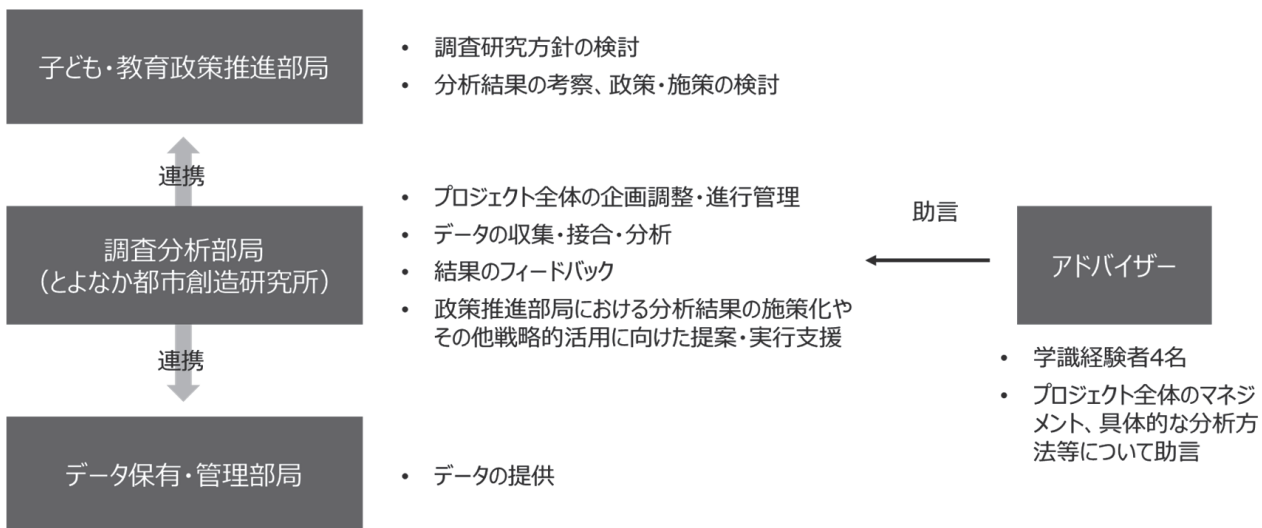 子ども・教育政策推進部局
• 調査研究方針の検討
• 分析結果の考察、政策・施策の検討
連携
調査分析部局
（とよなか都市創造研究所）
• プロジェクト全体の企画調整・進行管理
• データの収集・接合・分析
• 結果のフィードバック
• 政策推進部局における分析結果の施策化や
その他戦略的活用に向けた提案・実行支援
助言
アドバイザー
• 学識経験者4名
• プロジェクト全体のマネジ
メント、具体的な分析方
法等について助言
連携
データ保有・管理部局
• データの提供